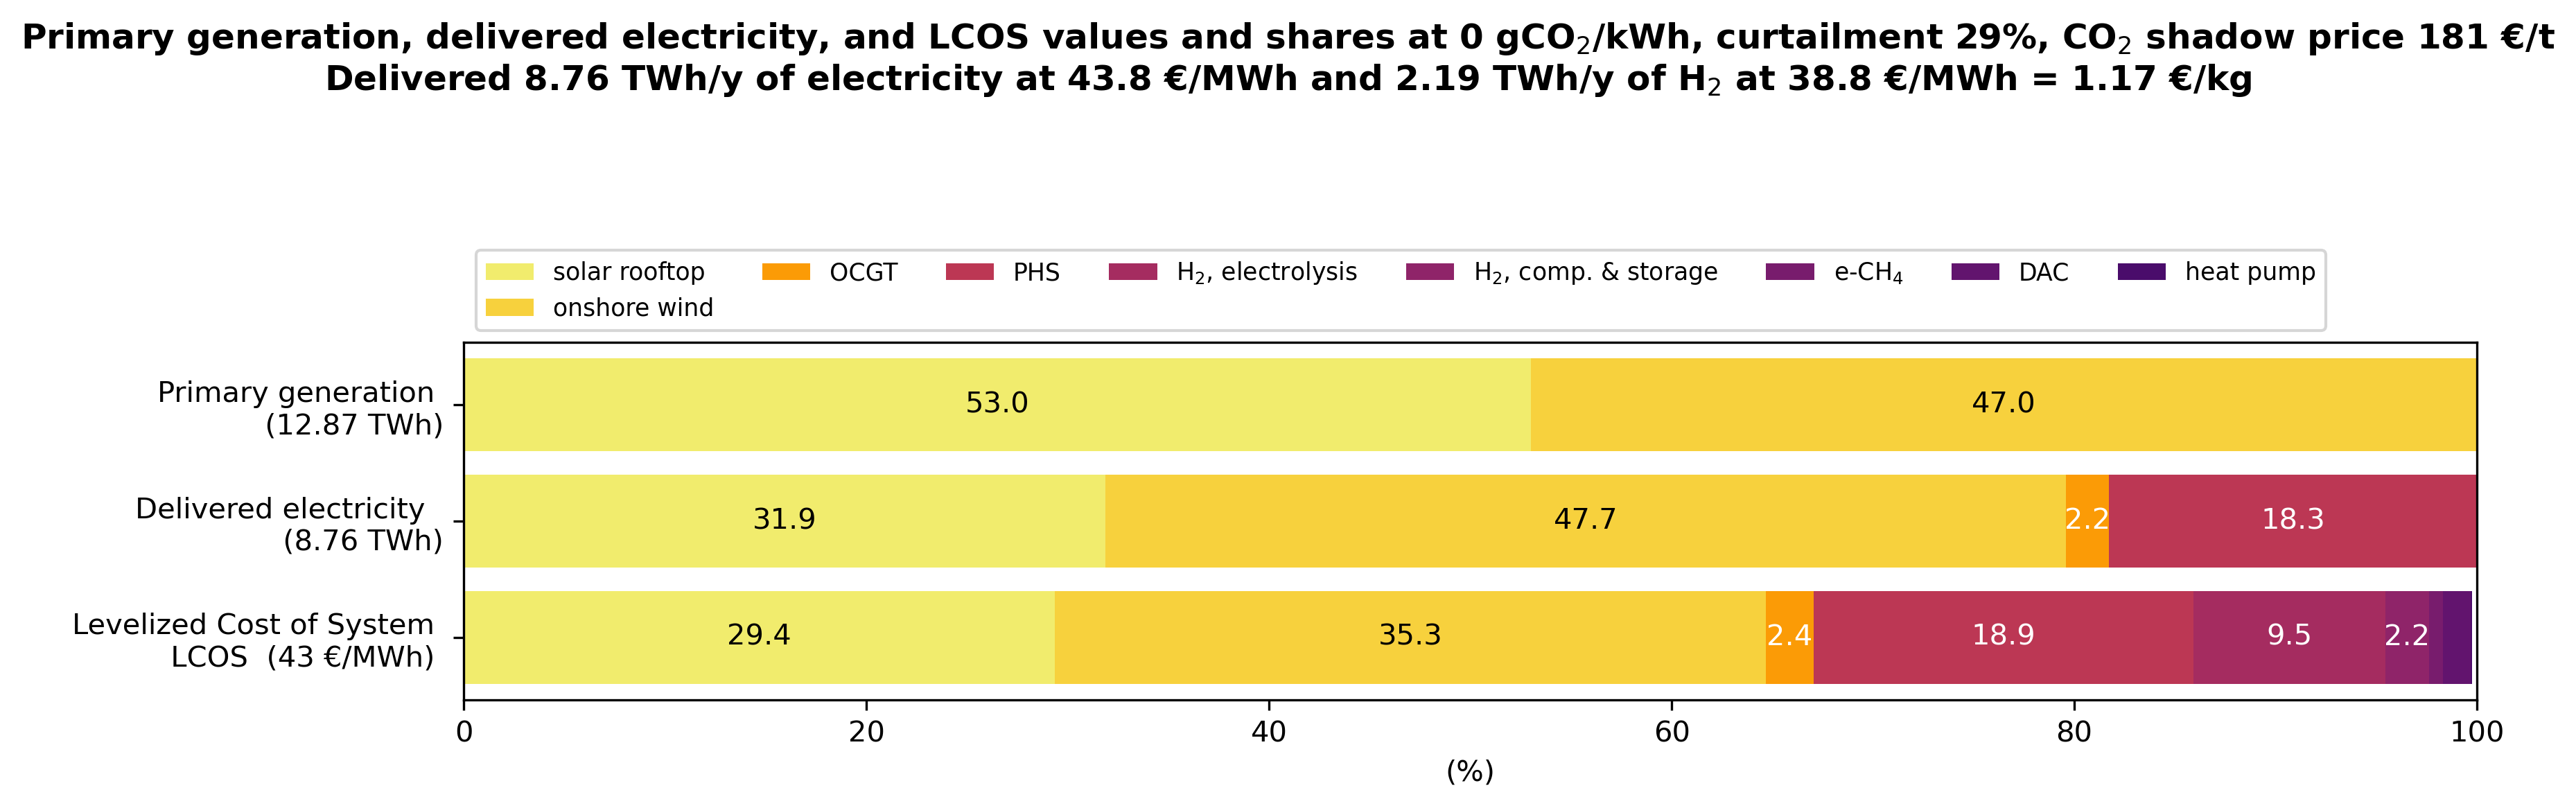 Primary generation, delivered electricity, and LCOS values and shares at 0 gCO₂/kWh, curtailment 29%, CO₂ shadow price 181 €/t
Delivered 8.76 TWh/y of electricity at 43.8 €/MWh and 2.19 TWh/y of H₂ at 38.8 €/MWh = 1.17 €/kg
solar rooftop OCGT PHS H₂, electrolysis H₂, comp. & storage e-CH₄ DAC heat pump
onshore wind
Primary generation
(12.87 TWh)
53.0 47.0
Delivered electricity
(8.76 TWh)
31.9 47.7 2.2 18.3
Levelized Cost of System
LCOS (43 €/MWh)
29.4 35.3 2.4 18.9 9.5 2.2
0 20 40 60 80 100
(%)